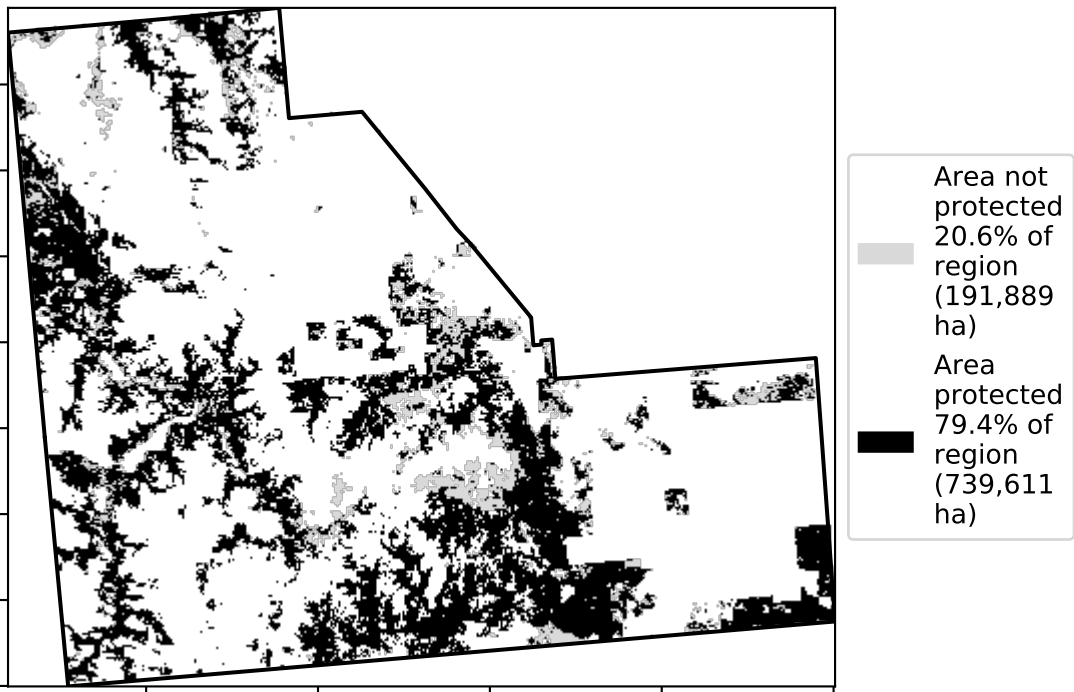 Area not
protected
20.6% of
region
(191,889
ha)
Area
protected
79.4% of
region
(739,611
ha)